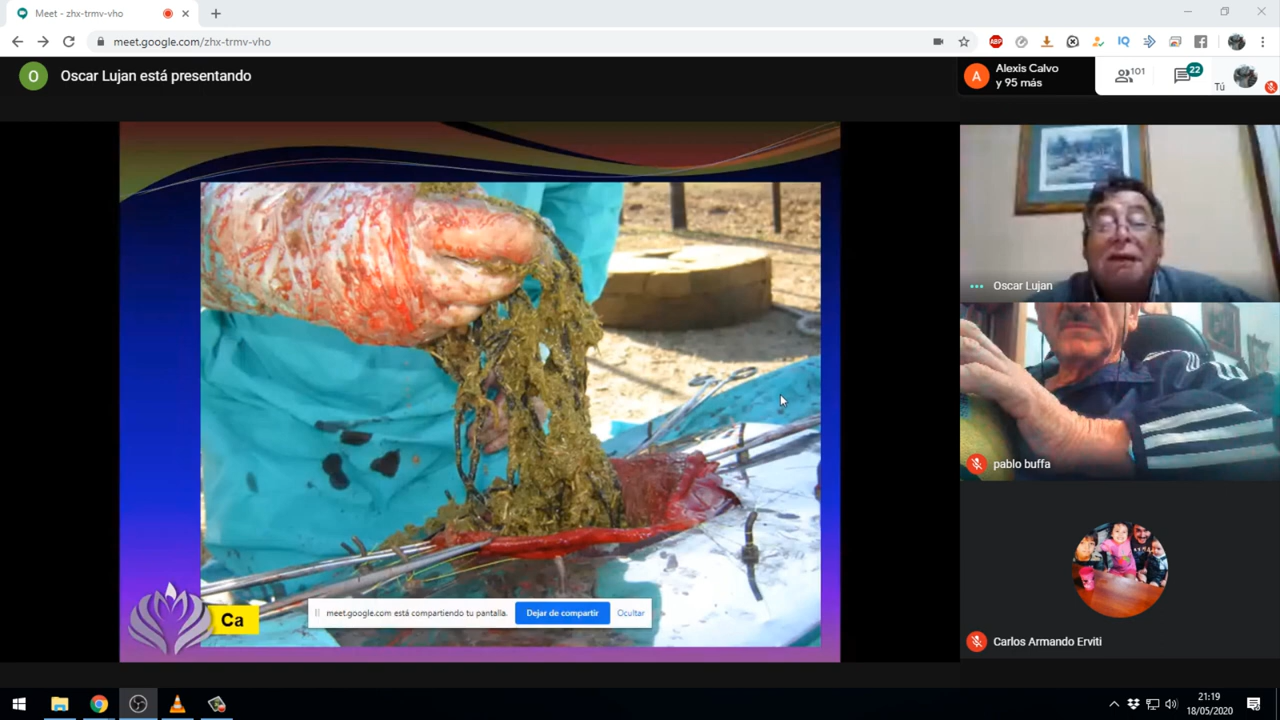 Meet - zhx-trmv-vho
meet.google.com/zhx-trmv-vho
ABP
IQ
O
Oscar Lujan está presentando
A
Alexis Calvo
y 95 más
101
22
Tú
Oscar Lujan
pablo buffa
Carlos Armando Erviti
Ca
meet.google.com está compartiendo tu pantalla.
Dejar de compartir
Ocultar
21:19
18/05/2020